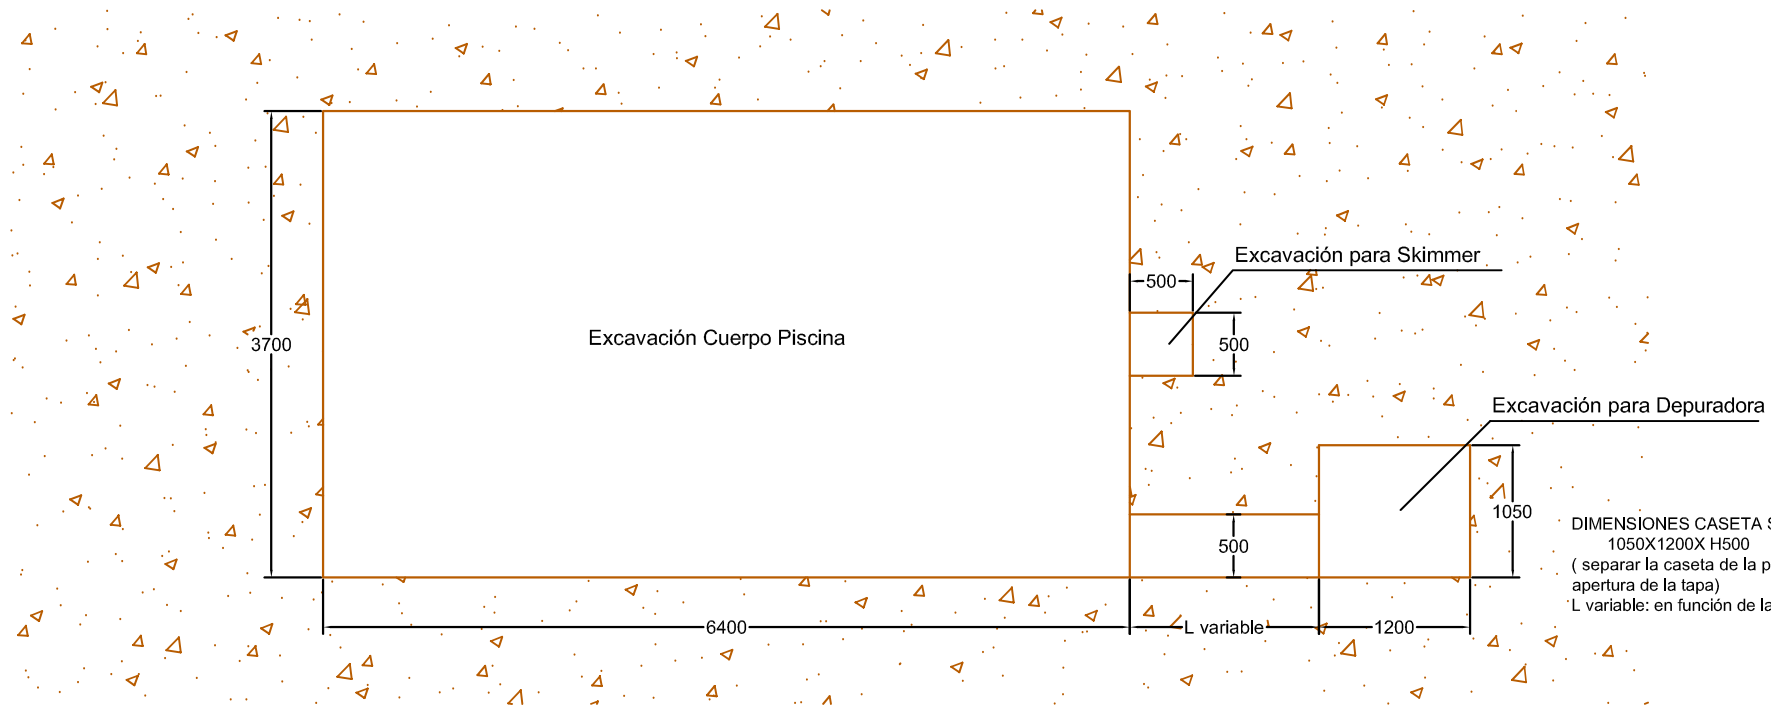 Excavación para Skimmer
500
500
3700
Excavación Cuerpo Piscina
Excavación para Depuradora
1050
500
DIMENSIONES CASETA
1050X1200X H500
( separar la caseta de la
apertura de la tapa)
L variable: en función de la
6400
L variable
1200